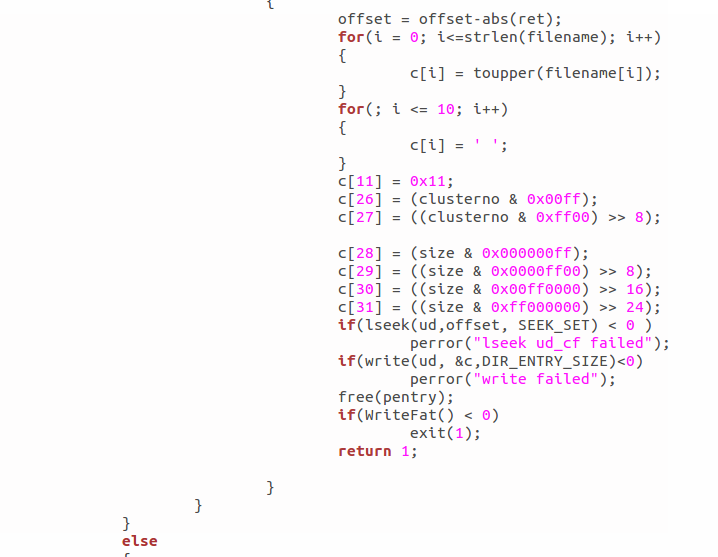 {
offset = offset-abs(ret);
for(i = 0; i<=strlen(filename); i++)
{
c[i] = toupper(filename[i]);
}
for(; i <= 10; i++)
{
c[i] = ' ';
}
c[11] = 0x11;
c[26] = (clusterno & 0x00ff);
c[27] = ((clusterno & 0xff00) >> 8);
c[28] = (size & 0x000000ff);
c[29] = ((size & 0x0000ff00) >> 8);
c[30] = ((size & 0x00ff0000) >> 16);
c[31] = ((size & 0xff000000) >> 24);
if(lseek(ud,offset, SEEK_SET) < 0 )
perror("lseek ud_cf failed");
if(write(ud, &c,DIR_ENTRY_SIZE)<0)
perror("write failed");
free(pentry);
if(WriteFat() < 0)
exit(1);
return 1;
}
}
}
else
{